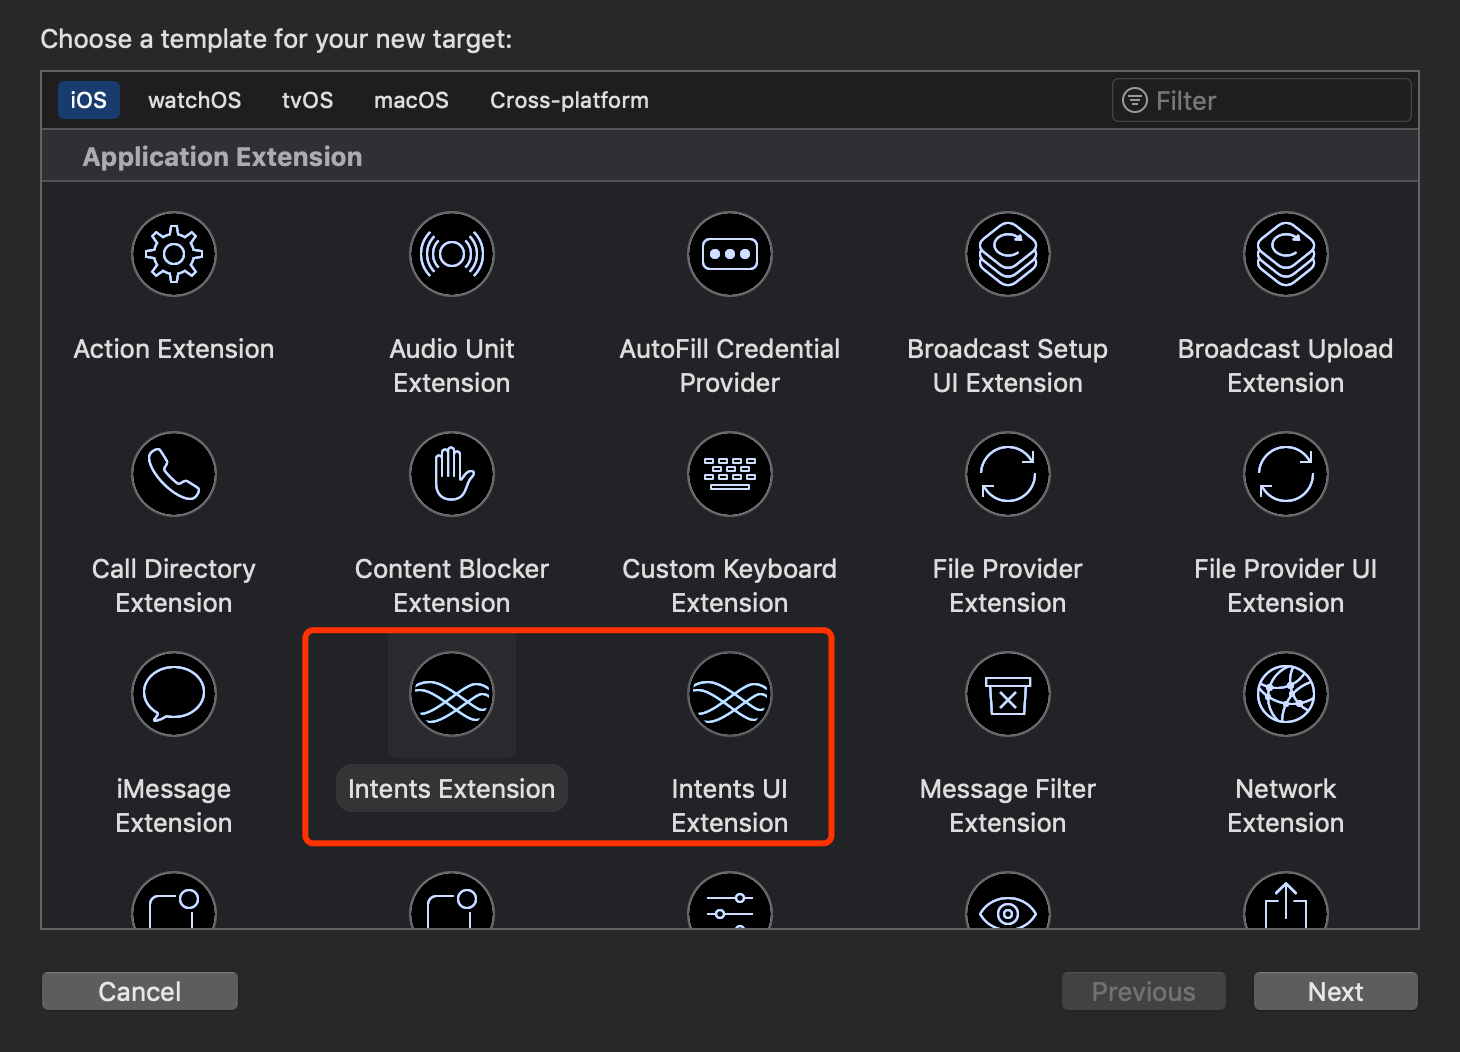 Choose a template for your new target:
iOS watchOS tvOS macOS Cross-platform Filter
Application Extension
Action Extension
Audio Unit
Extension
AutoFill Credential
Provider
Broadcast Setup
UI Extension
Broadcast Upload
Extension
Call Directory
Extension
Content Blocker
Extension
Custom Keyboard
Extension
File Provider
Extension
File Provider UI
Extension
iMessage
Extension
Intents Extension
Intents UI
Extension
Message Filter
Extension
Network
Extension
Cancel Previous Next